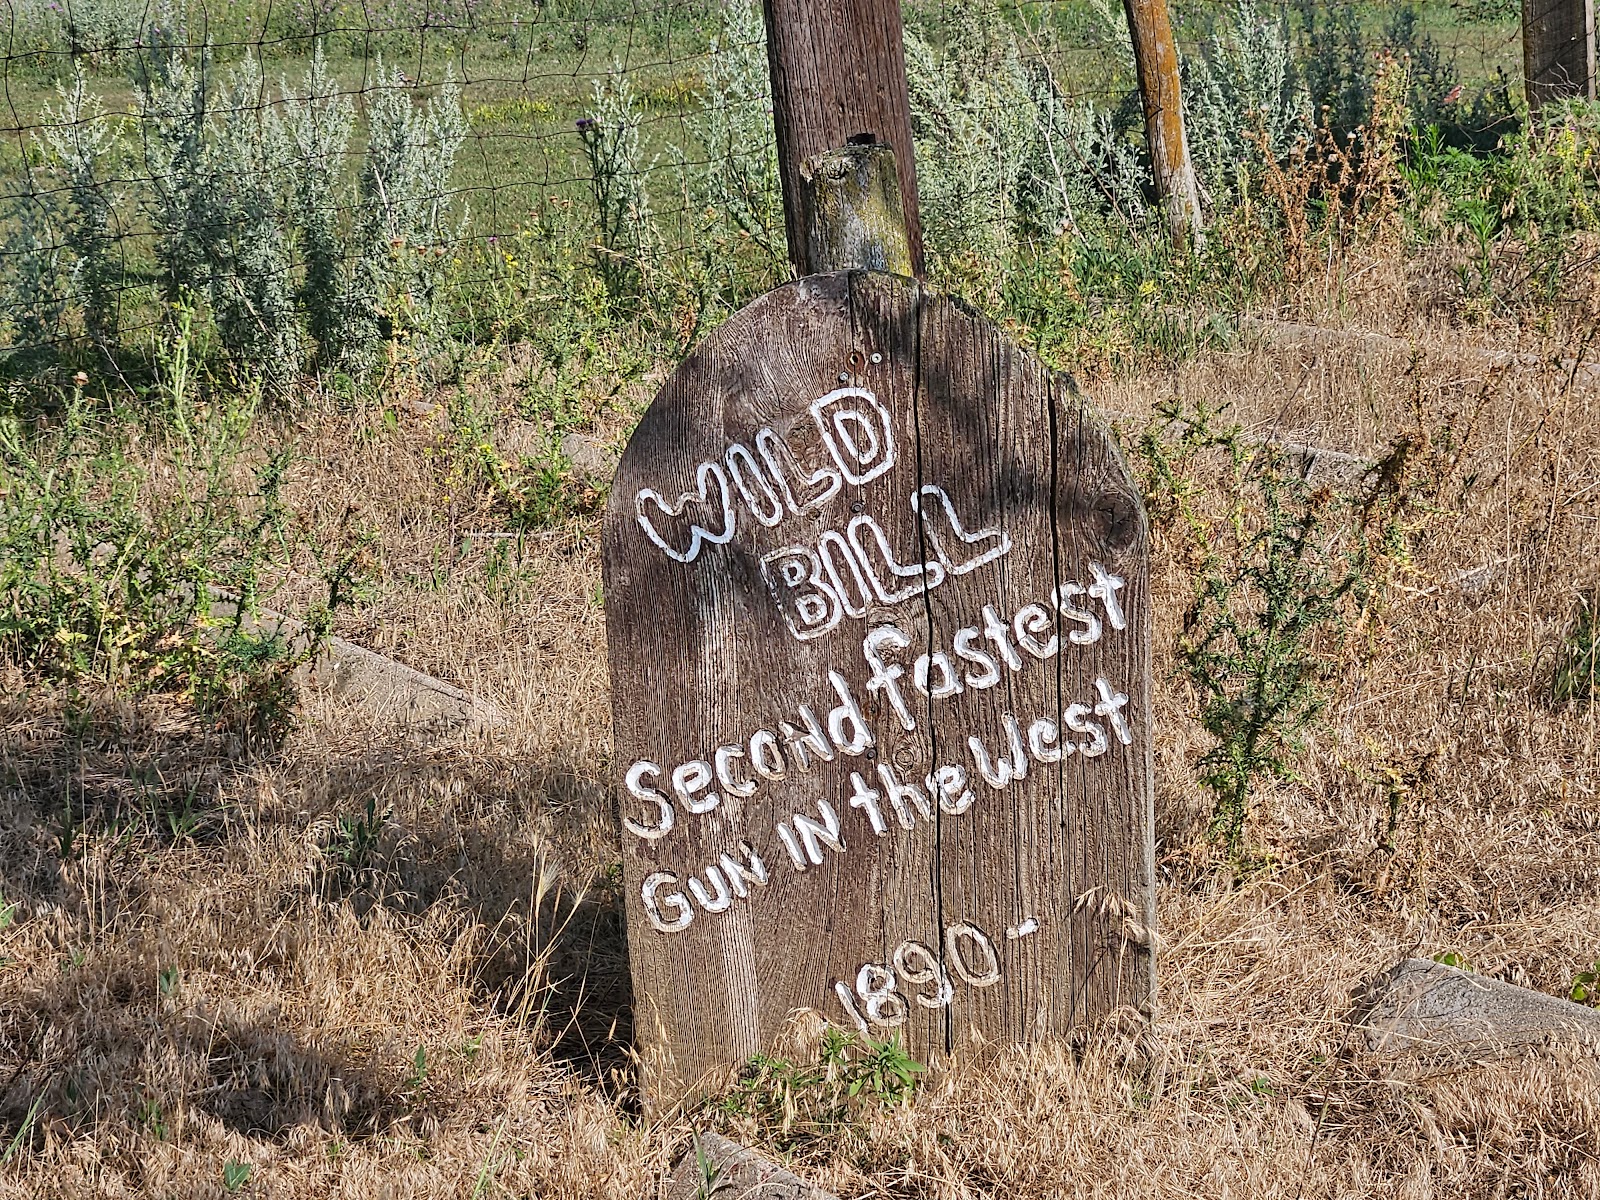 WILD
BILL
Second fastest
GUN IN the West
1890-